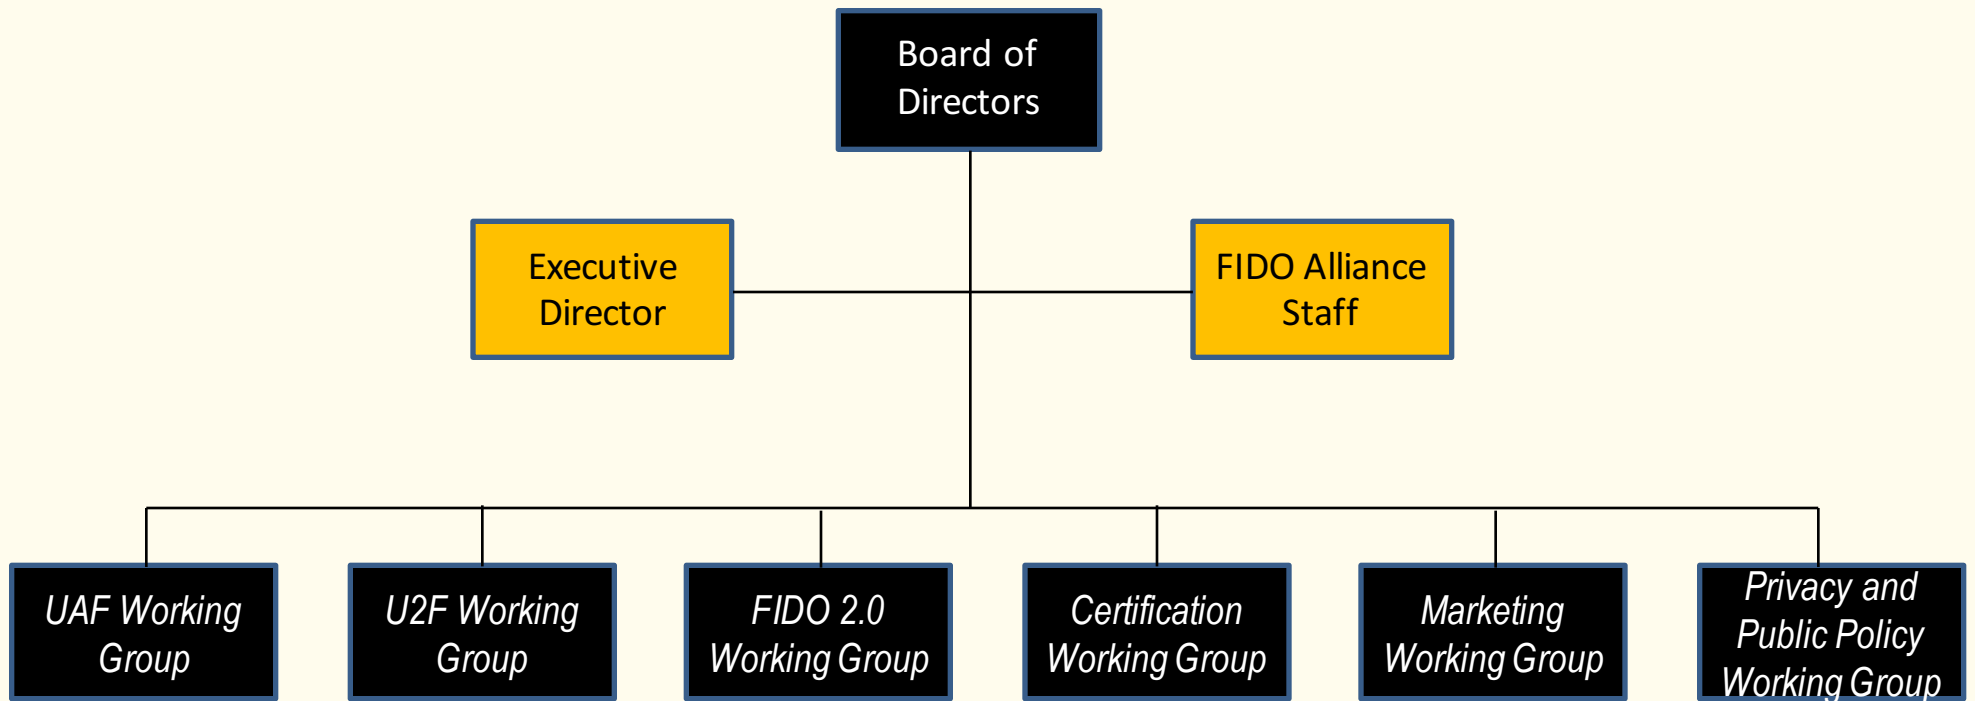 Board of
Directors
Executive
Director
FIDO Alliance
Staff
UAF Working
Group
U2F Working
Group
FIDO 2.0
Working Group
Certification
Working Group
Marketing
Working Group
Privacy and
Public Policy
Working Group